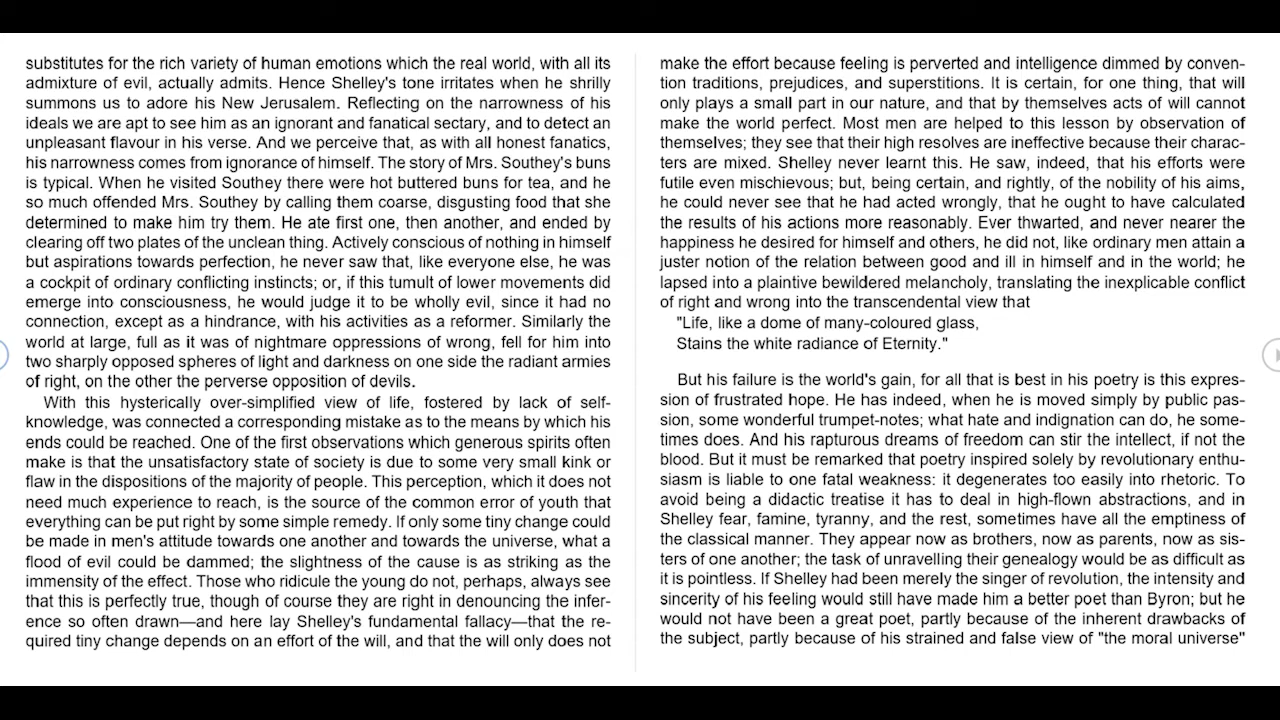 substitutes for the rich variety of human emotions which the real world, with all its
admixture of evil, actually admits. Hence Shelley's tone irritates when he shrilly
summons us to adore his New Jerusalem. Reflecting on the narrowness of his
ideals we are apt to see him as an ignorant and fanatical sectary, and to detect an
unpleasant flavour in his verse. And we perceive that, as with all honest fanatics,
his narrowness comes from ignorance of himself. The story of Mrs. Southey's buns
is typical. When he visited Southey there were hot buttered buns for tea, and he
so much offended Mrs. Southey by calling them coarse, disgusting food that she
determined to make him try them. He ate first one, then another, and ended by
clearing off two plates of the unclean thing. Actively conscious of nothing in himself
but aspirations towards perfection, he never saw that, like everyone else, he was
a cockpit of ordinary conflicting instincts; or, if this tumult of lower movements did
emerge into consciousness, he would judge it to be wholly evil, since it had no
connection, except as a hindrance, with his activities as a reformer. Similarly the
world at large, full as it was of nightmare oppressions of wrong, fell for him into
two sharply opposed spheres of light and darkness on one side the radiant armies
of right, on the other the perverse opposition of devils.
With this hysterically over-simplified view of life, fostered by lack of self-
knowledge, was connected a corresponding mistake as to the means by which his
ends could be reached. One of the first observations which generous spirits often
make is that the unsatisfactory state of society is due to some very small kink or
flaw in the dispositions of the majority of people. This perception, which it does not
need much experience to reach, is the source of the common error of youth that
everything can be put right by some simple remedy. If only some tiny change could
be made in men's attitude towards one another and towards the universe, what a
flood of evil could be dammed; the slightness of the cause is as striking as the
immensity of the effect. Those who ridicule the young do not, perhaps, always see
that this is perfectly true, though of course they are right in denouncing the infer-
ence so often drawn—and here lay Shelley's fundamental fallacy—that the re-
quired tiny change depends on an effort of the will, and that the will only does not
make the effort because feeling is perverted and intelligence dimmed by conven-
tion traditions, prejudices, and superstitions. It is certain, for one thing, that will
only plays a small part in our nature, and that by themselves acts of will cannot
make the world perfect. Most men are helped to this lesson by observation of
themselves; they see that their high resolves are ineffective because their charac-
ters are mixed. Shelley never learnt this. He saw, indeed, that his efforts were
futile even mischievous; but, being certain, and rightly, of the nobility of his aims,
he could never see that he had acted wrongly, that he ought to have calculated
the results of his actions more reasonably. Ever thwarted, and never nearer the
happiness he desired for himself and others, he did not, like ordinary men attain a
juster notion of the relation between good and ill in himself and in the world; he
lapsed into a plaintive bewildered melancholy, translating the inexplicable conflict
of right and wrong into the transcendental view that
"Life, like a dome of many-coloured glass,
Stains the white radiance of Eternity."
But his failure is the world's gain, for all that is best in his poetry is this expres-
sion of frustrated hope. He has indeed, when he is moved simply by public pas-
sion, some wonderful trumpet-notes; what hate and indignation can do, he some-
times does. And his rapturous dreams of freedom can stir the intellect, if not the
blood. But it must be remarked that poetry inspired solely by revolutionary enthu-
siasm is liable to one fatal weakness: it degenerates too easily into rhetoric. To
avoid being a didactic treatise it has to deal in high-flown abstractions, and in
Shelley fear, famine, tyranny, and the rest, sometimes have all the emptiness of
the classical manner. They appear now as brothers, now as parents, now as sis-
ters of one another; the task of unravelling their genealogy would be as difficult as
it is pointless. If Shelley had been merely the singer of revolution, the intensity and
sincerity of his feeling would still have made him a better poet than Byron; but he
would not have been a great poet, partly because of the inherent drawbacks of
the subject, partly because of his strained and false view of "the moral universe"